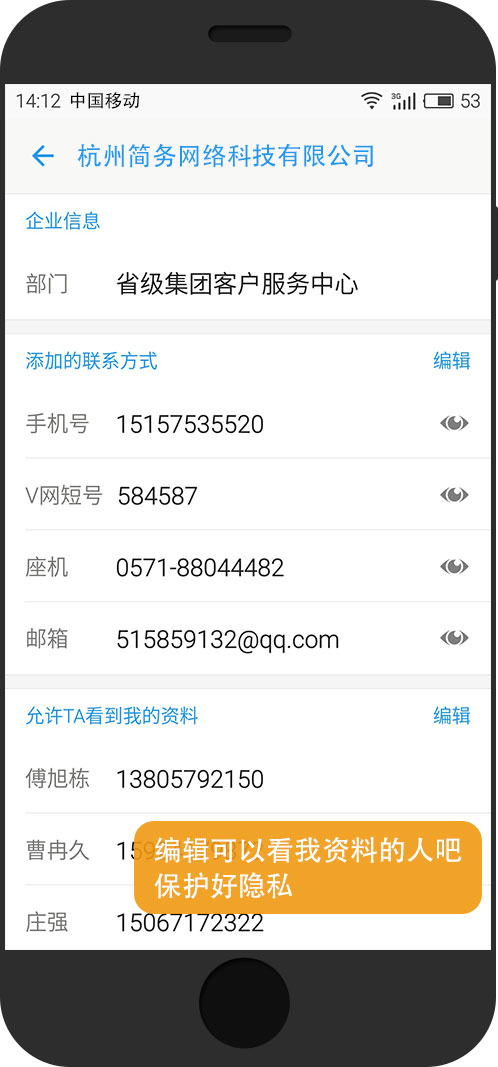 14:12 中国移动 3G 53
杭州简务网络科技有限公司
企业信息
部门 省级集团客户服务中心
添加的联系方式 编辑
手机号 15157535520
V网短号 584587
座机 0571-88044482
邮箱 515859132@qq.com
允许TA看到我的资料 编辑
傅旭栋 13805792150
曹冉久
编辑可以看我资料的人吧
保护好隐私
庄强 15067172322